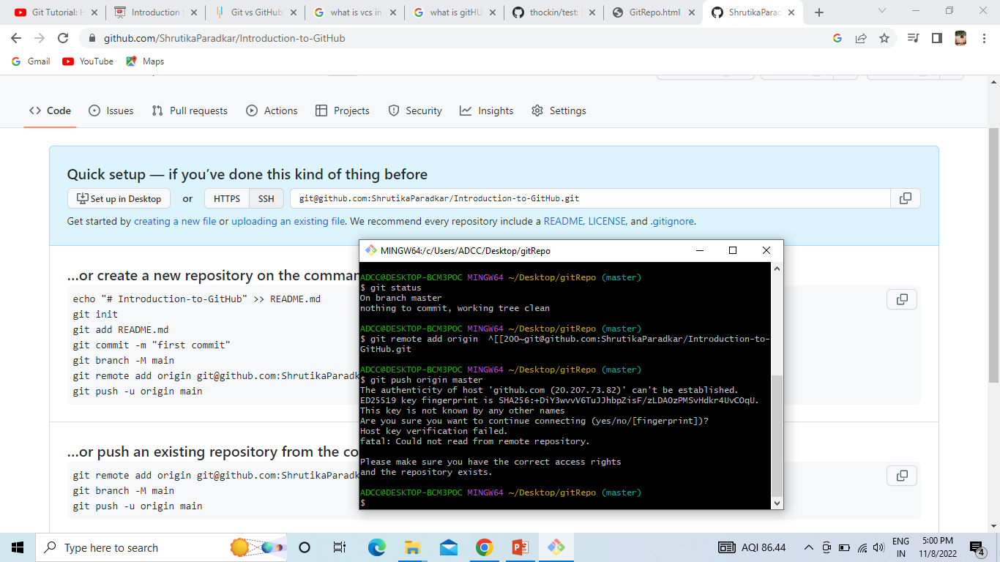 Git Tutorial: H
Introduction t
Git vs GitHub:
what is vcs in
what is gitHU
thockin/test:
GitRepo.html
ShrutikaParad
github.com/ShrutikaParadkar/Introduction-to-GitHub
Gmail
YouTube
Maps
Code
Issues
Pull requests
Actions
Projects
Security
Insights
Settings
Quick setup — if you’ve done this kind of thing before
Set up in Desktop
or
HTTPS
SSH
git@github.com:ShrutikaParadkar/Introduction-to-GitHub.git
Get started by creating a new file or uploading an existing file. We recommend every repository include a README, LICENSE, and .gitignore.
…or create a new repository on the comman
echo "# Introduction-to-GitHub" >> README.md
git init
git add README.md
git commit -m "first commit"
git branch -M main
git remote add origin git@github.com:ShrutikaParadk
git push -u origin main
…or push an existing repository from the co
git remote add origin git@github.com:ShrutikaParadk
git branch -M main
git push -u origin main
MINGW64:/c/Users/ADCC/Desktop/gitRepo
ADCC@DESKTOP-BCM3POC MINGW64 ~/Desktop/gitRepo (master)
$ git status
On branch master
nothing to commit, working tree clean
ADCC@DESKTOP-BCM3POC MINGW64 ~/Desktop/gitRepo (master)
$ git remote add origin  ^[[200~git@github.com:ShrutikaParadkar/Introduction-to-
GitHub.git
ADCC@DESKTOP-BCM3POC MINGW64 ~/Desktop/gitRepo (master)
$ git push origin master
The authenticity of host 'github.com (20.207.73.82)' can't be established.
ED25519 key fingerprint is SHA256:+DiY3wvvV6TuJJhbpZisF/zLDA0zPMSvHdkr4UvCOqU.
This key is not known by any other names
Are you sure you want to continue connecting (yes/no/[fingerprint])?
Host key verification failed.
fatal: Could not read from remote repository.
Please make sure you have the correct access rights
and the repository exists.
ADCC@DESKTOP-BCM3POC MINGW64 ~/Desktop/gitRepo (master)
$
Type here to search
AQI 86.44
ENG
IN
5:00 PM
11/8/2022
4